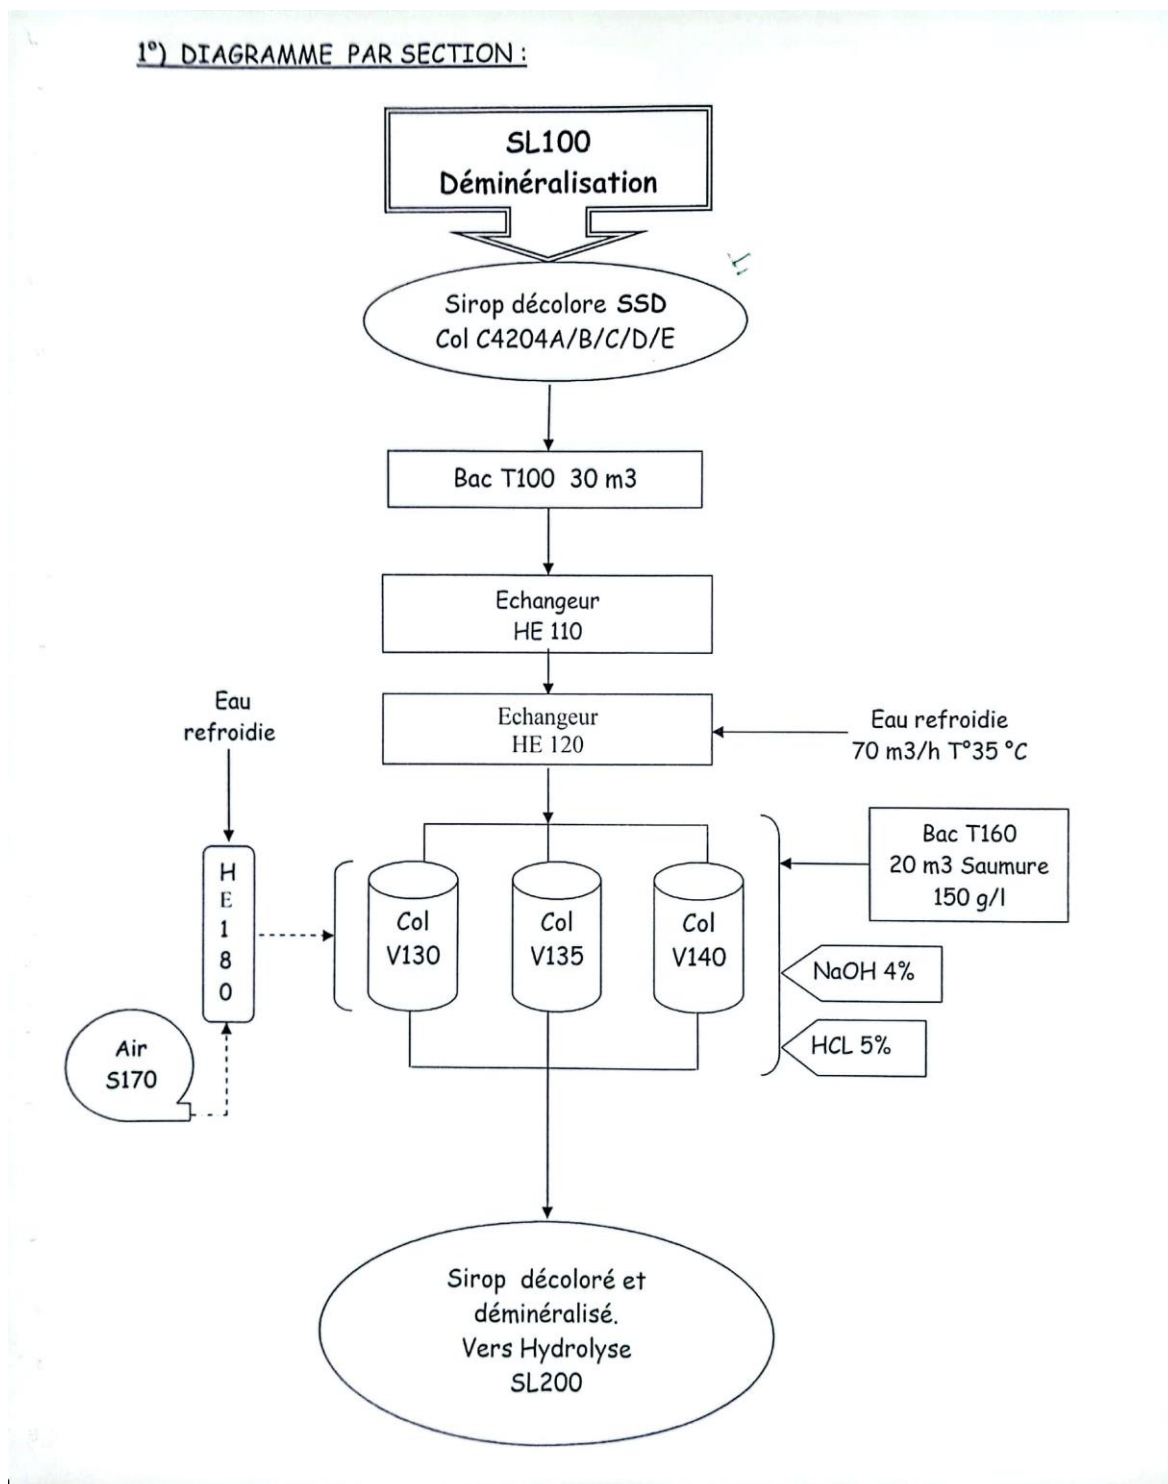 1°) DIAGRAMME PAR SECTION :
SL100
Déminéralisation
Sirop décolore SSD
Col C4204A/B/C/D/E
Bac T100 30 m3
Echangeur
HE 110
Echangeur
HE 120
Eau
refroidie
Eau refroidie
70 m3/h T°35 °C
H
E
1
8
0
Air
S170
Col
V130
Col
V135
Col
V140
Bac T160
20 m3 Saumure
150 g/l
NaOH 4%
HCL 5%
Sirop décoloré et
déminéralisé.
Vers Hydrolyse
SL200